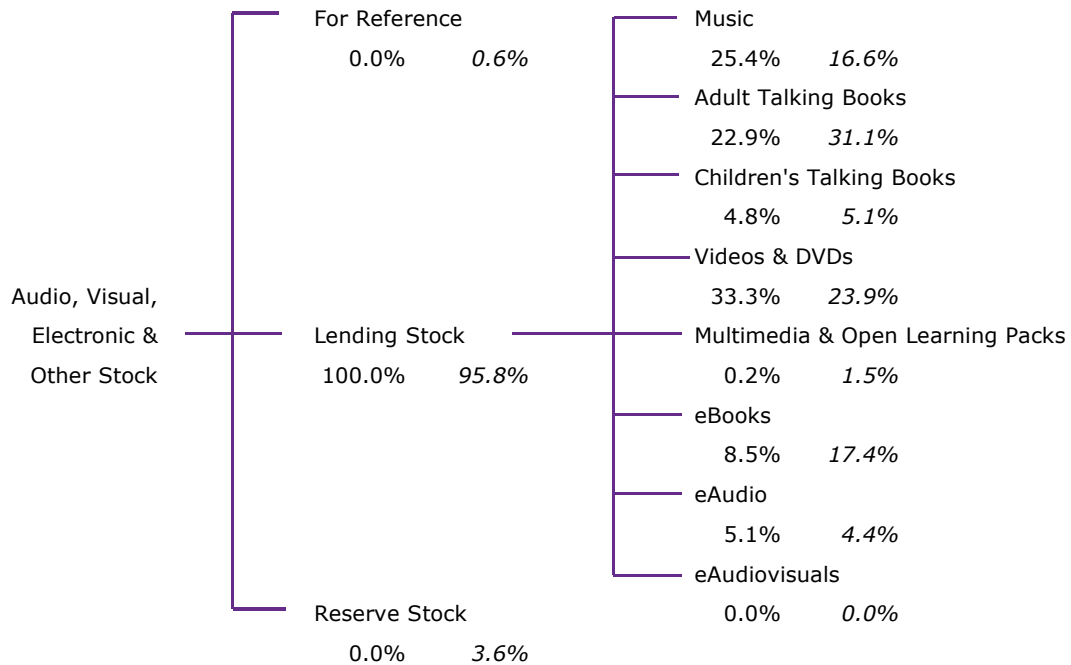 For Reference
0.0% 0.6%
Audio, Visual,
Electronic &
Other Stock
Lending Stock
100.0% 95.8%
Reserve Stock
0.0% 3.6%
Music
25.4% 16.6%
Adult Talking Books
22.9% 31.1%
Children's Talking Books
4.8% 5.1%
Videos & DVDs
33.3% 23.9%
Multimedia & Open Learning Packs
0.2% 1.5%
eBooks
8.5% 17.4%
eAudio
5.1% 4.4%
eAudiovisuals
0.0% 0.0%